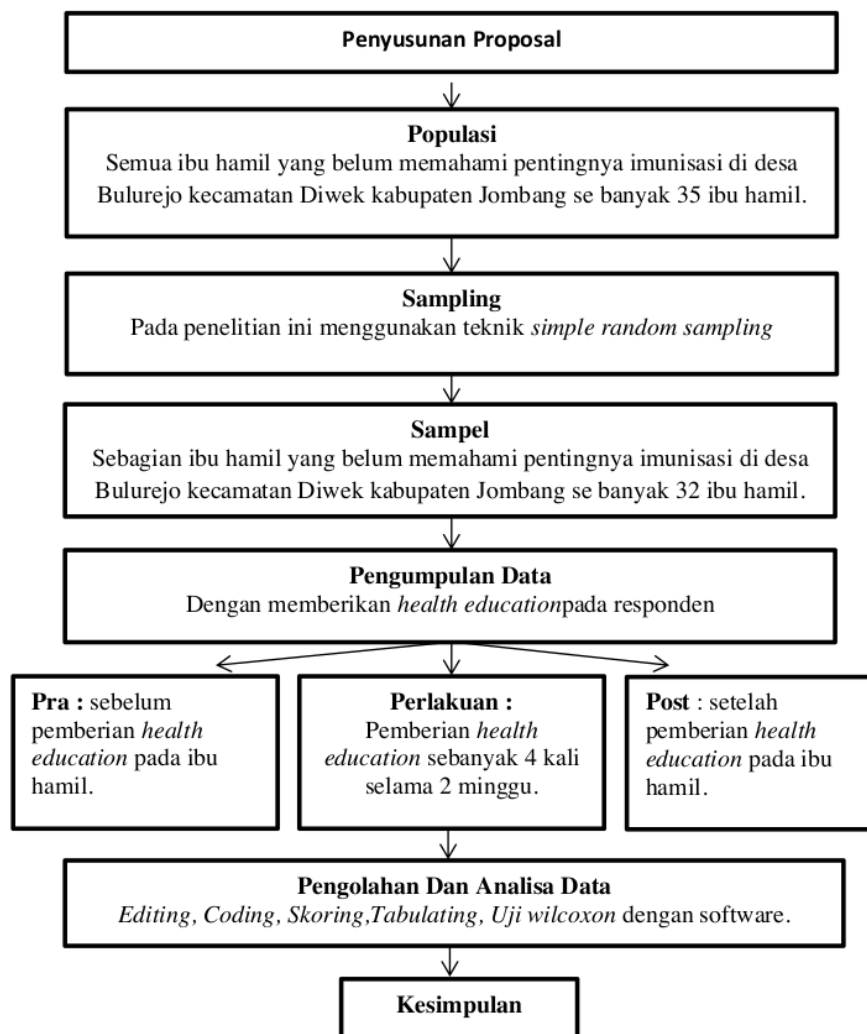 Penyusunan Proposal
Populasi
Semua ibu hamil yang belum memahami pentingnya imunisasi di desa
Bulurejo kecamatan Diwek kabupaten Jombang se banyak 35 ibu hamil.
Sampling
Pada penelitian ini menggunakan teknik simple random sampling
Sampel
Sebagian ibu hamil yang belum memahami pentingnya imunisasi di desa
Bulurejo kecamatan Diwek kabupaten Jombang se banyak 32 ibu hamil.
Pengumpulan Data
Dengan memberikan health educationpada responden
Pra : sebelum
pemberian health
education pada ibu
hamil.
Perlakuan :
Pemberian health
education sebanyak 4 kali
selama 2 minggu.
Post : setelah
pemberian health
education pada ibu
hamil.
Pengolahan Dan Analisa Data
Editing, Coding, Skoring,Tabulating, Uji wilcoxon dengan software.
Kesimpulan